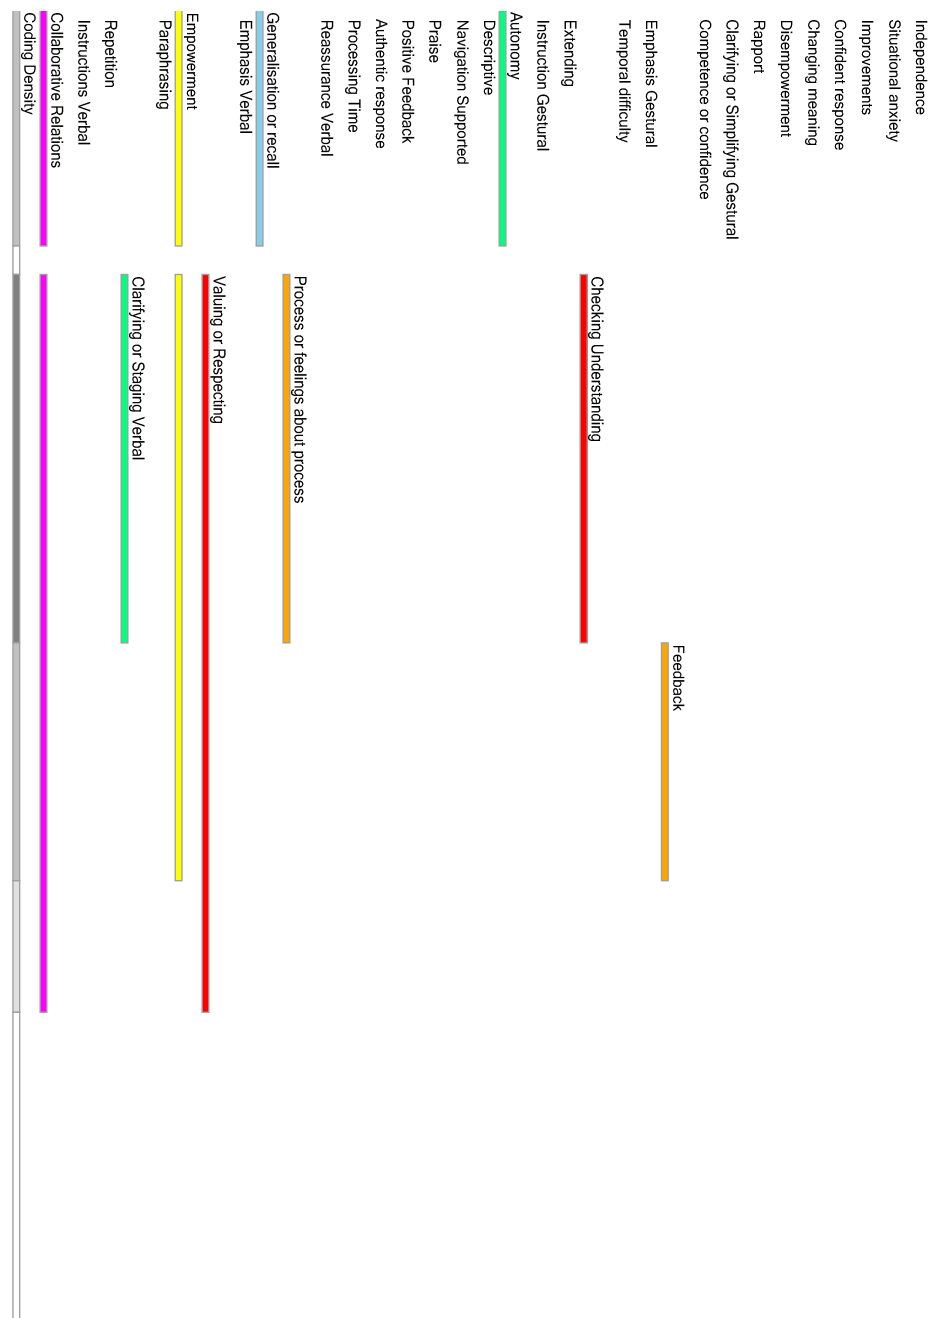 Coding Density
Collaborative Relations
Instructions Verbal
Repetition
Clarifying or Staging Verbal
Paraphrasing
Empowerment
Valuing or Respecting
Emphasis Verbal
Generalisation or recall
Process or feelings about process
Reassurance Verbal
Processing Time
Authentic response
Positive Feedback
Praise
Navigation Supported
Descriptive
Autonomy
Instruction Gestural
Extending
Checking Understanding
Temporal difficulty
Emphasis Gestural
Feedback
Competence or confidence
Clarifying or Simplifying Gestural
Rapport
Disempowerment
Changing meaning
Confident response
Improvements
Situational anxiety
Independence